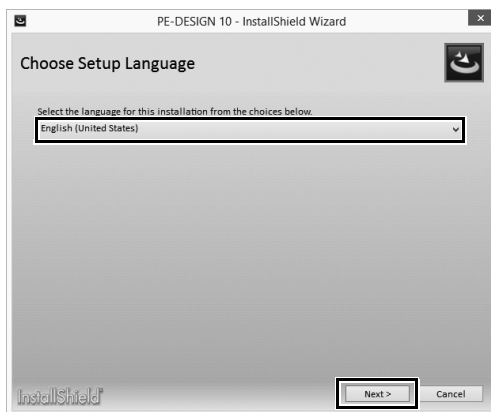 PE-DESIGN 10 - InstallShield Wizard
Choose Setup Language
Select the language for this installation from the choices below.
English (United States)
InstallShield
Next >
Cancel